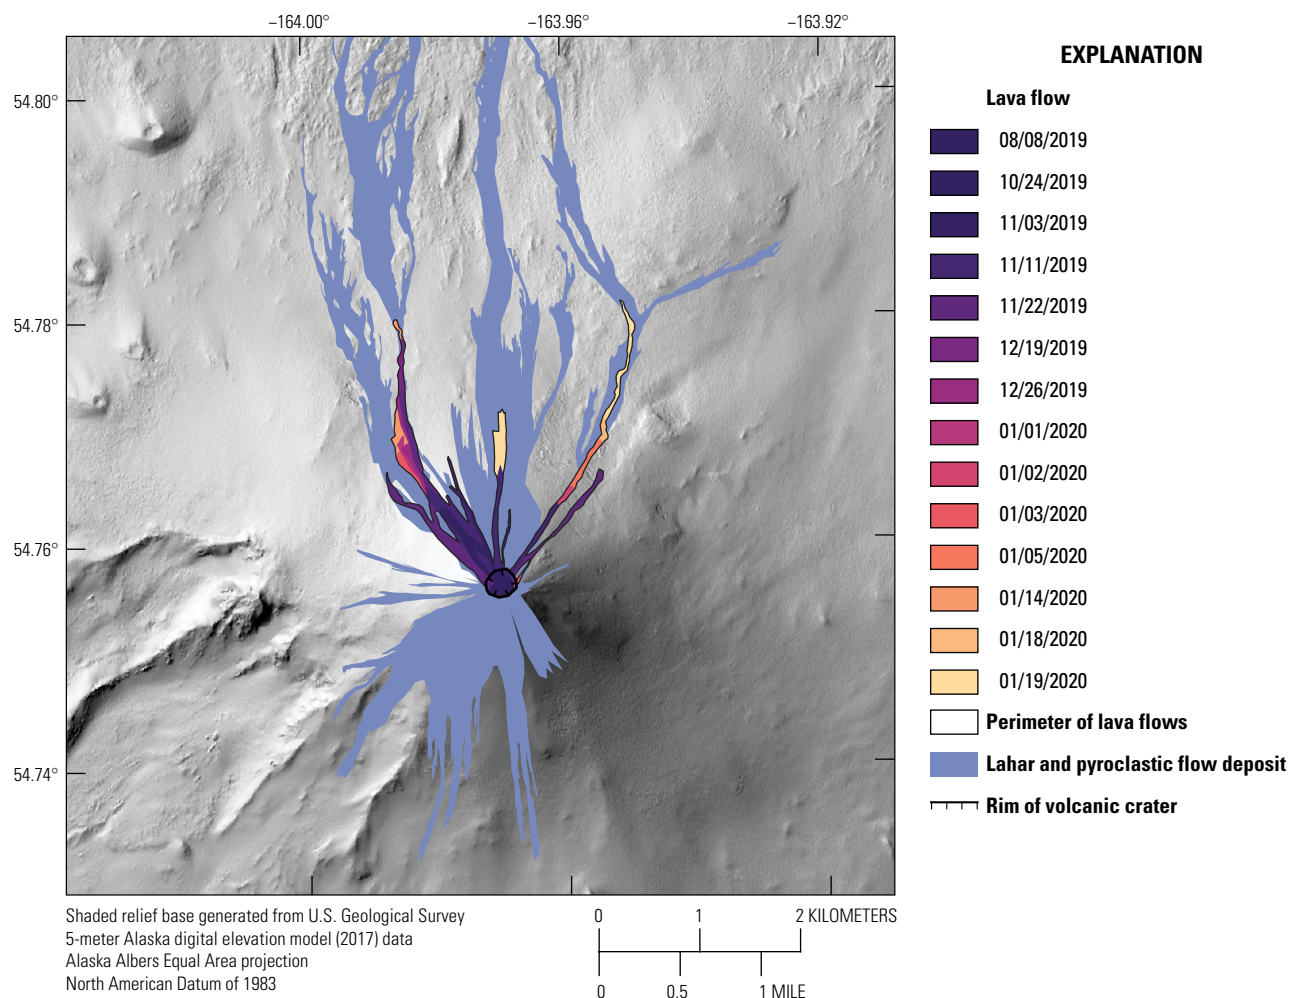 −164.00°
−163.96°
−163.92°
54.80°
54.78°
54.76°
54.74°
EXPLANATION
Lava flow
08/08/2019
10/24/2019
11/03/2019
11/11/2019
11/22/2019
12/19/2019
12/26/2019
01/01/2020
01/02/2020
01/03/2020
01/05/2020
01/14/2020
01/18/2020
01/19/2020
Perimeter of lava flows
Lahar and pyroclastic flow deposit
Rim of volcanic crater
Shaded relief base generated from U.S. Geological Survey
5-meter Alaska digital elevation model (2017) data
Alaska Albers Equal Area projection
North American Datum of 1983
0 1 2 KILOMETERS
0 0.5 1 MILE